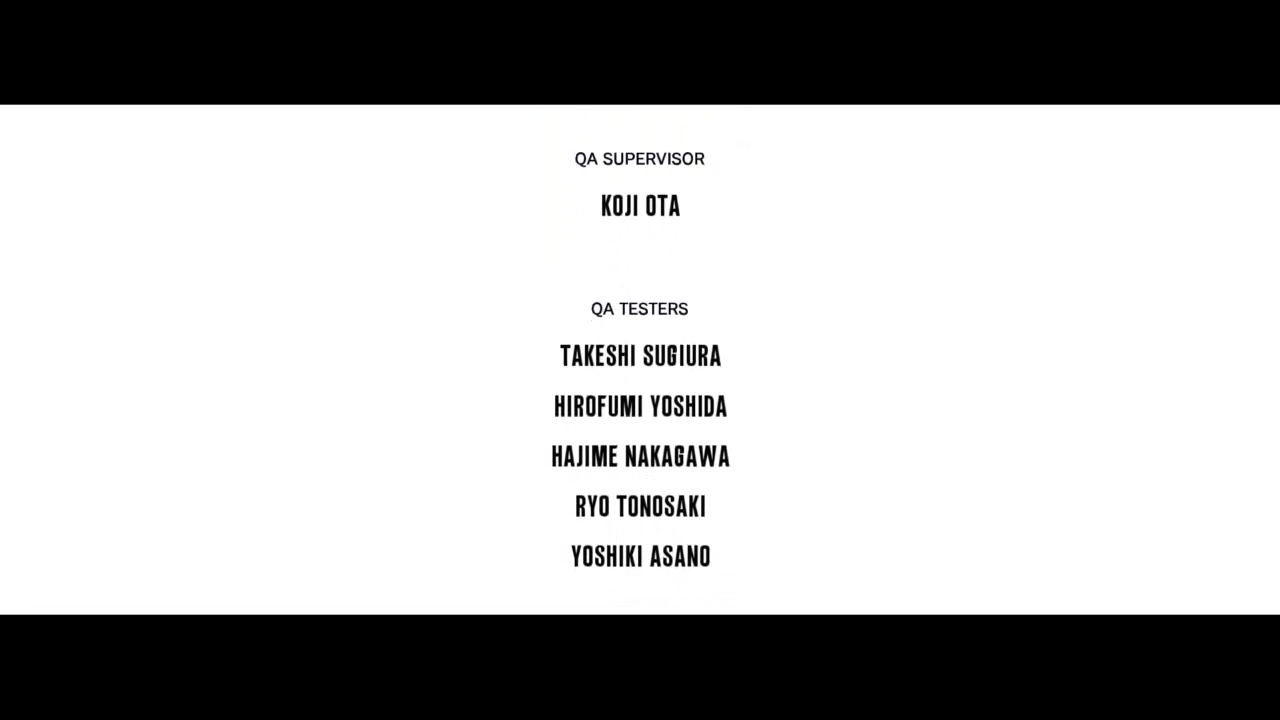 QA SUPERVISOR
KOJI OTA
QA TESTERS
TAKESHI SUGIURA
HIROFUMI YOSHIDA
HAJIME NAKAGAWA
RYO TONOSAKI
YOSHIKI ASANO